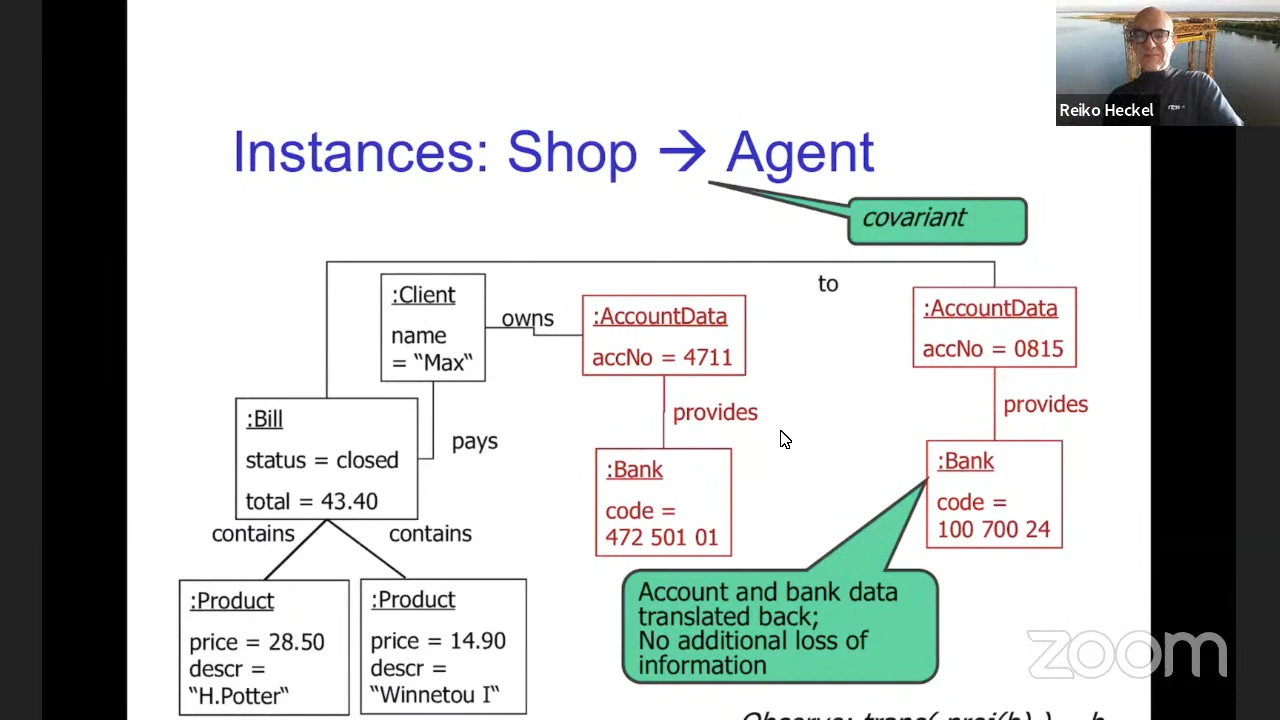 Reiko Heckel
Instances: Shop → Agent
covariant
to
:Client
name
= "Max"
owns
:AccountData
accNo = 4711
:AccountData
accNo = 0815
provides
provides
:Bill
status = closed
total = 43.40
pays
:Bank
code =
472 501 01
:Bank
code =
100 700 24
contains
contains
:Product
price = 28.50
descr =
"H.Potter"
:Product
price = 14.90
descr =
"Winnetou I"
Account and bank data
translated back;
No additional loss of
information
zoom
Observe: trans( proj(b) )